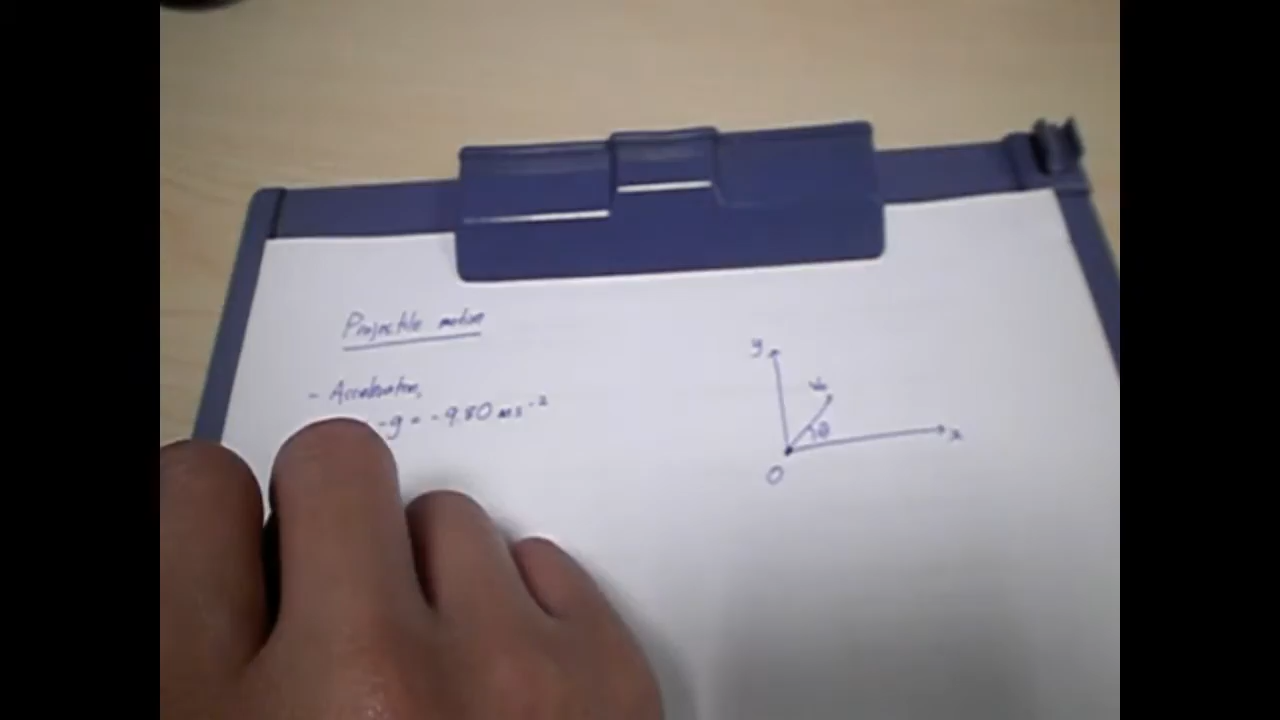 Projectile motion
- Acceleration,
-g = -9.80 ms⁻²
y
θ
x
O